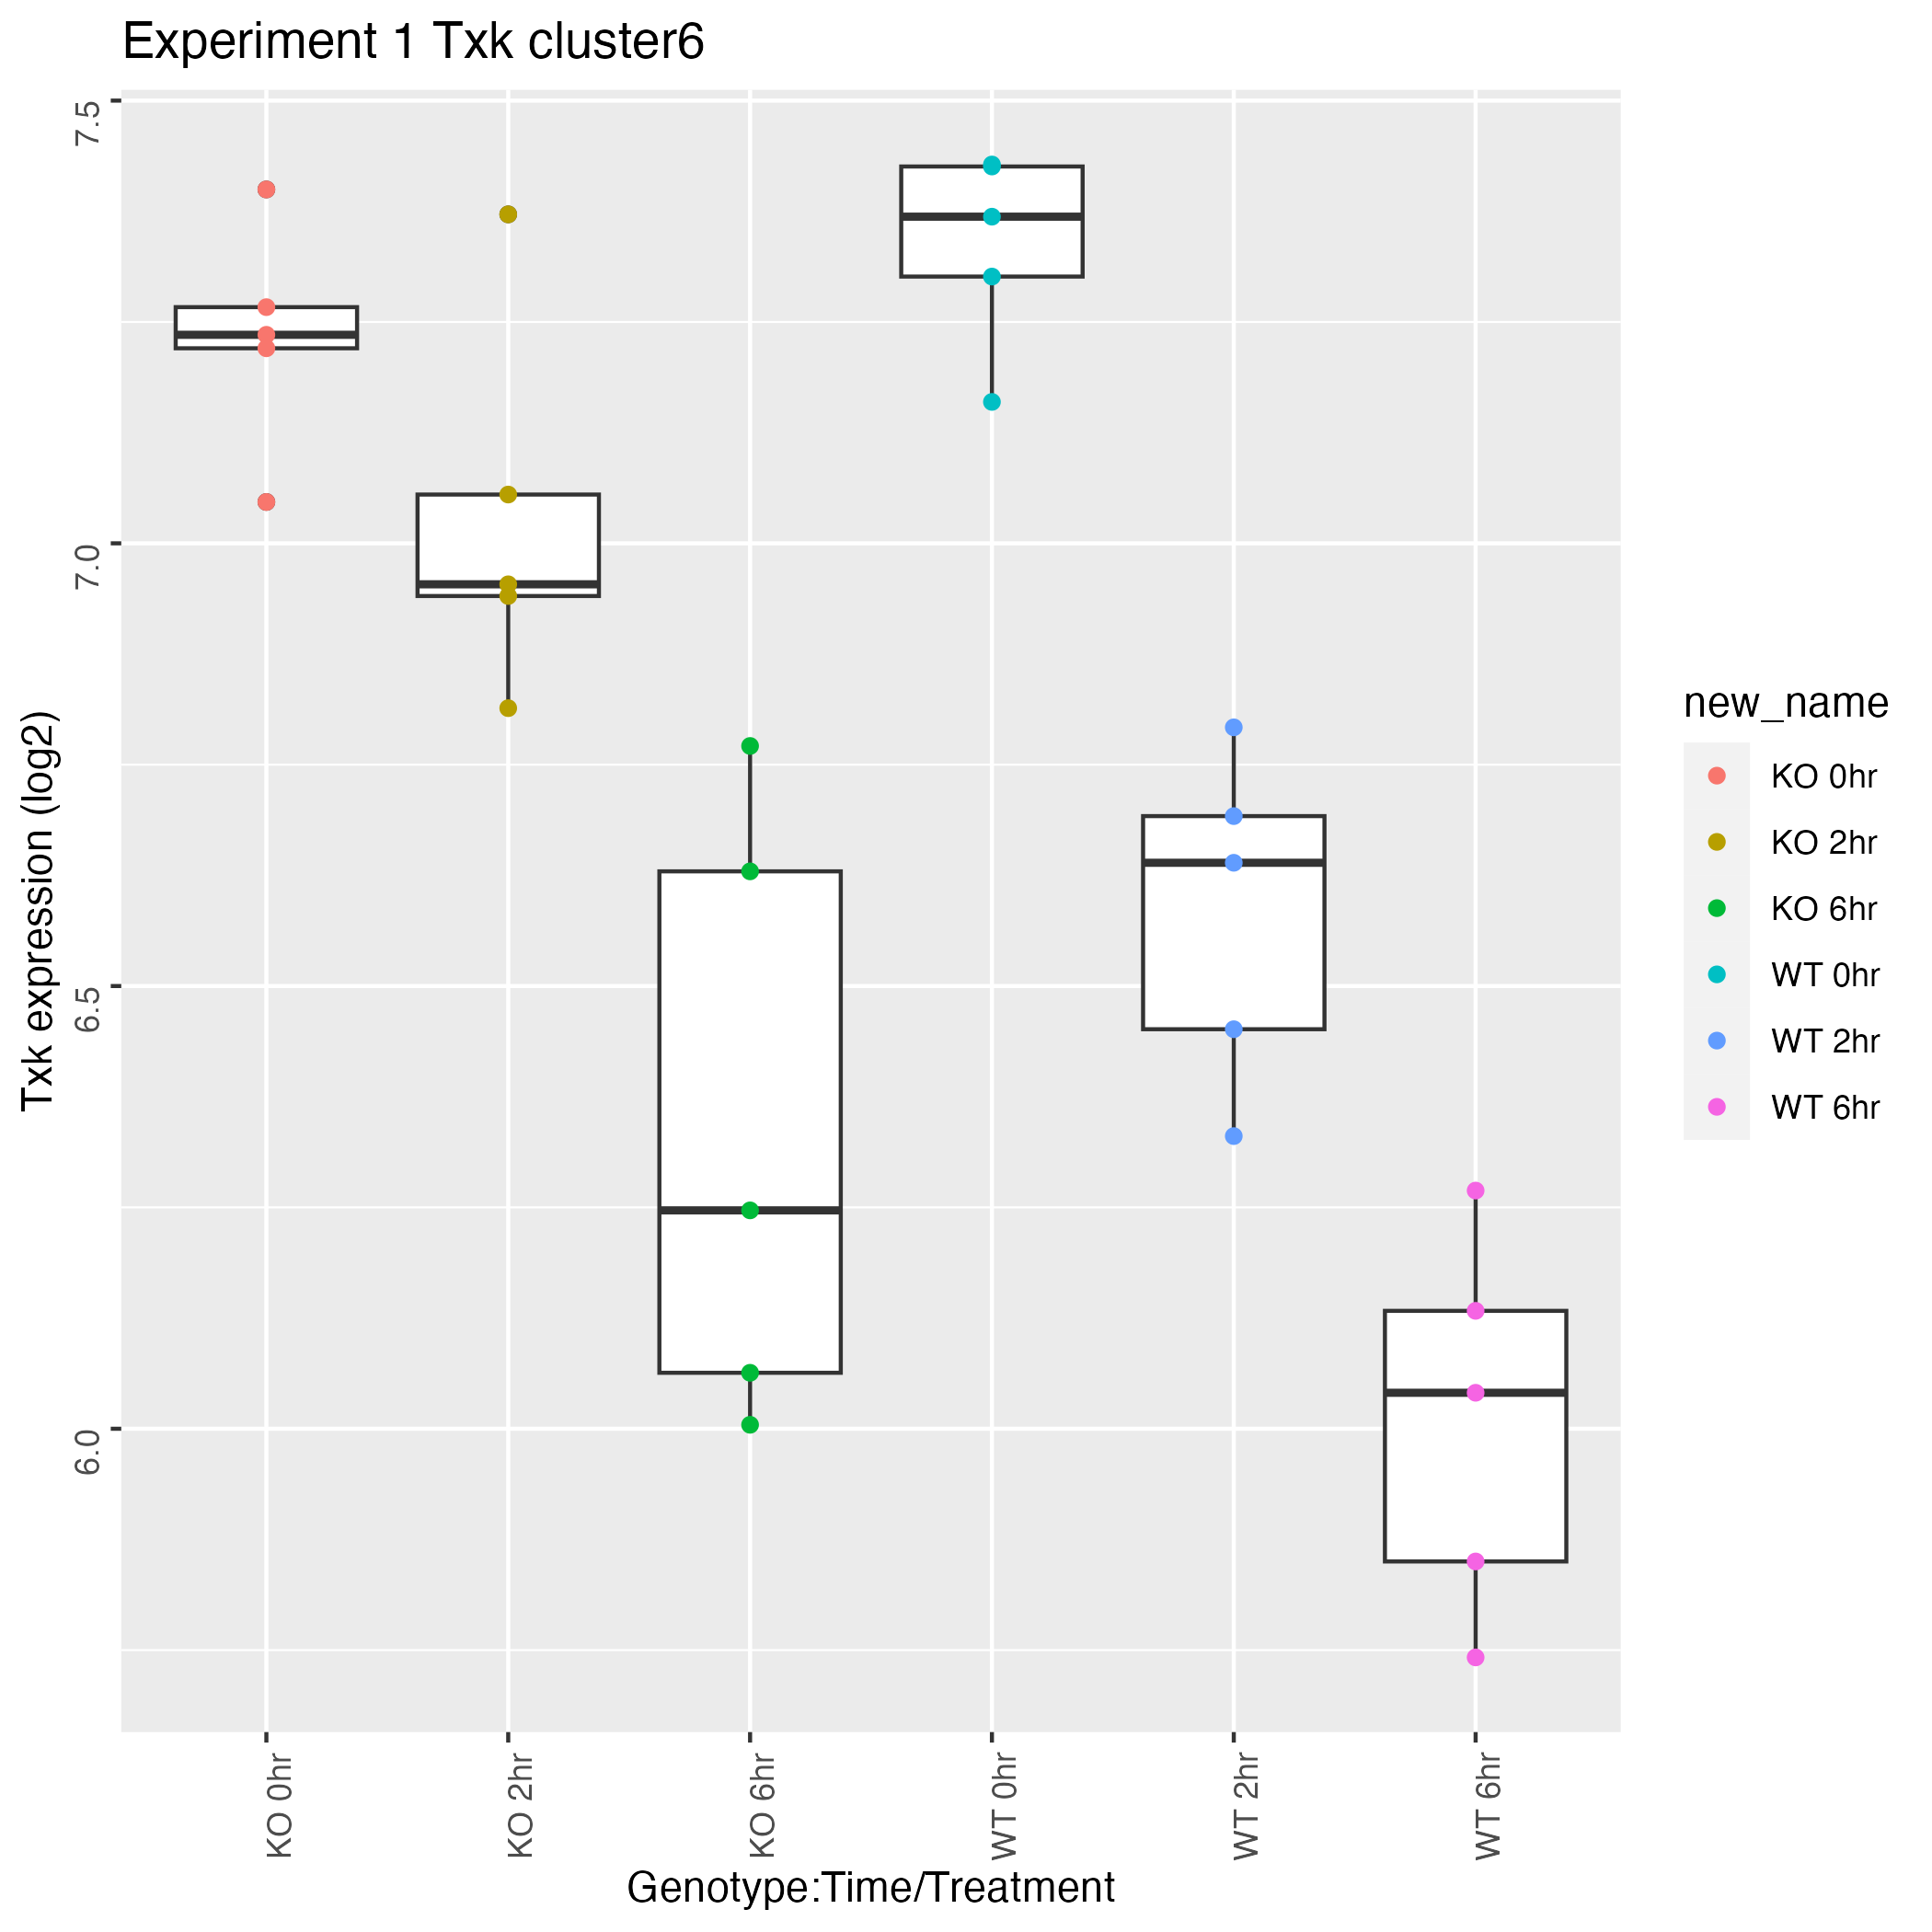 Experiment 1 Txk cluster6
Txk expression (log2)
7.5
7.0
6.5
6.0
KO 0hr
KO 2hr
KO 6hr
WT 0hr
WT 2hr
WT 6hr
Genotype:Time/Treatment
new_name
KO 0hr
KO 2hr
KO 6hr
WT 0hr
WT 2hr
WT 6hr